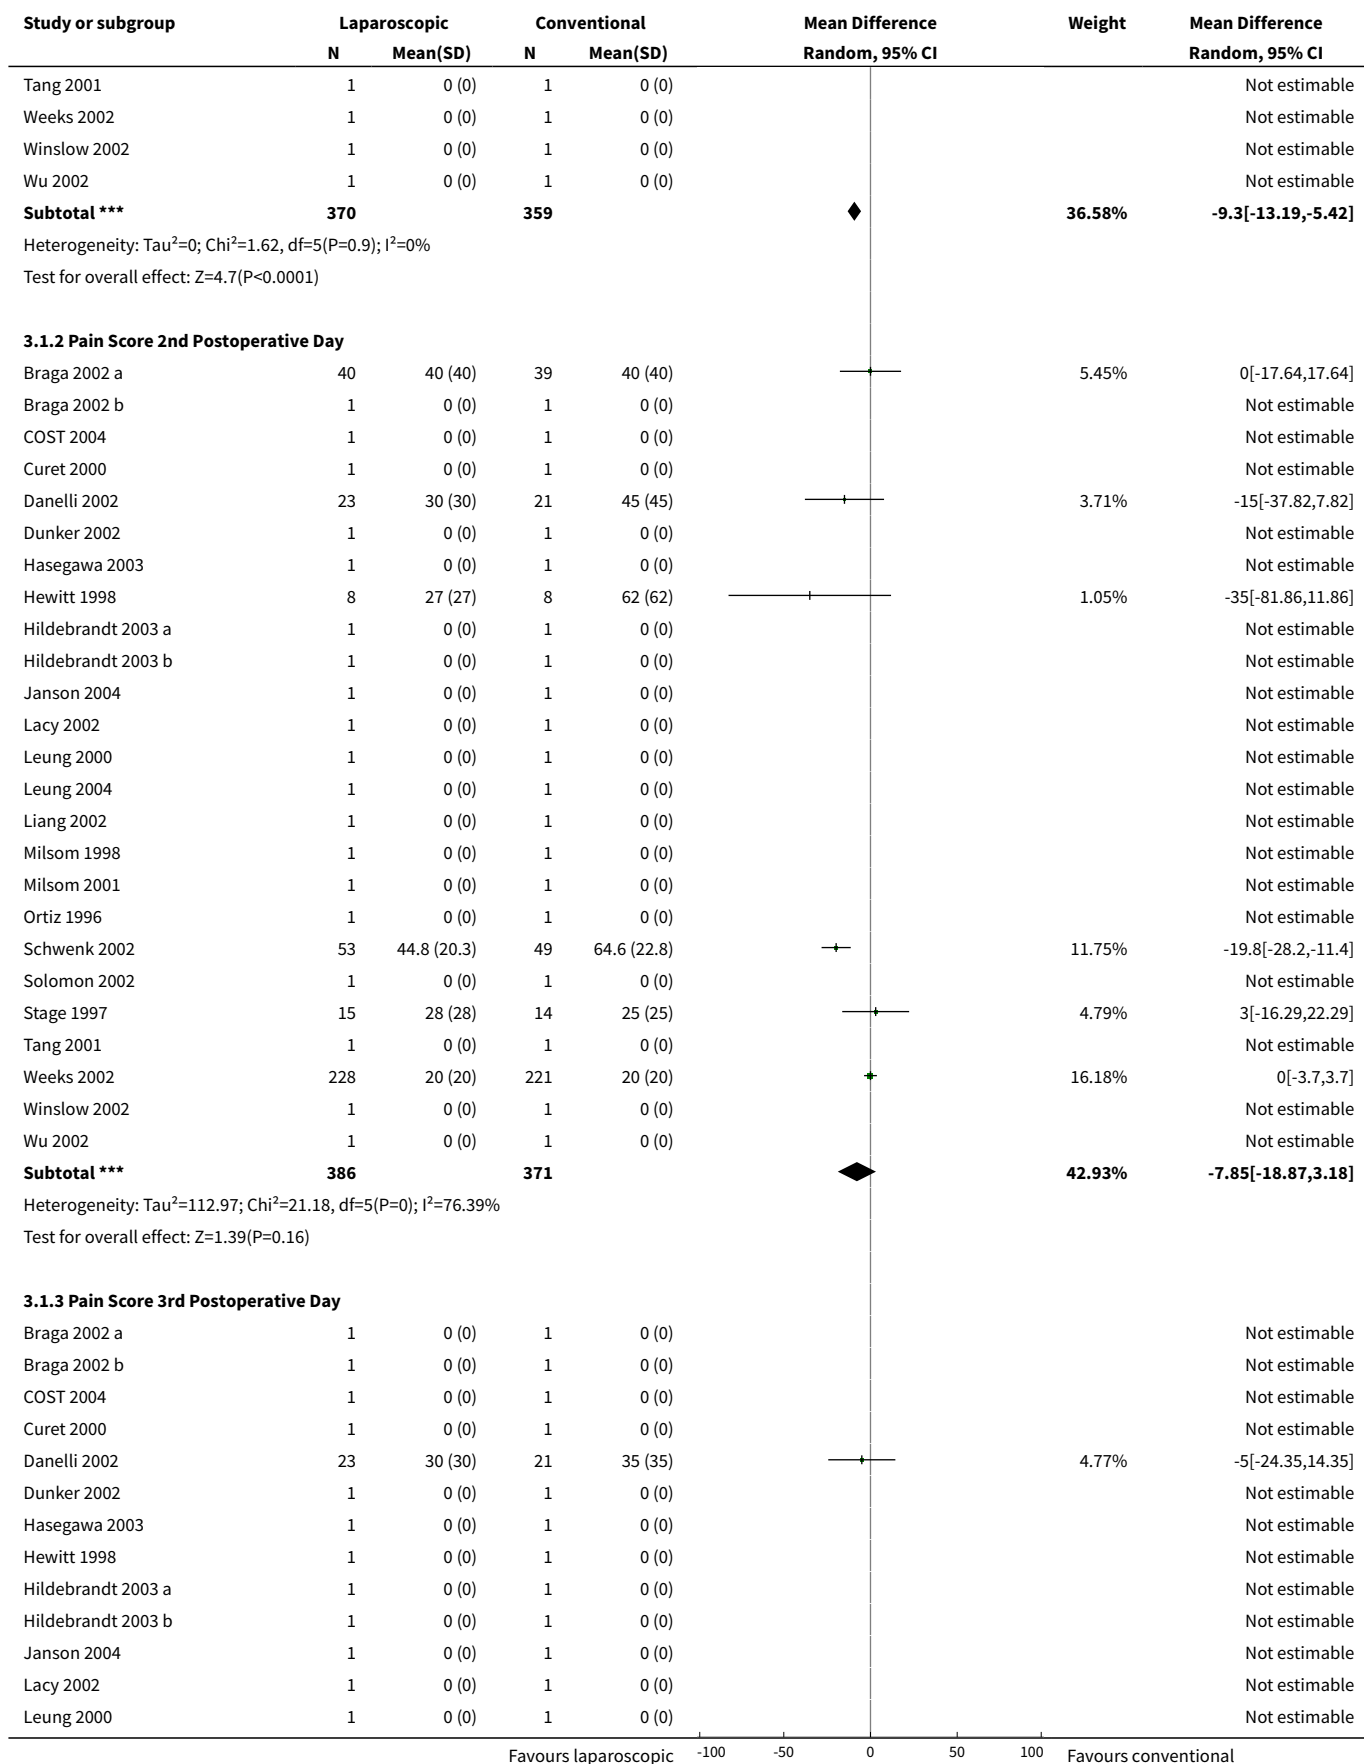 Study or subgroup Laparoscopic Conventional Mean Difference Weight Mean Difference
N Mean(SD) N Mean(SD) Random, 95% CI Random, 95% CI
Tang 2001 1 0 (0) 1 0 (0) Not estimable
Weeks 2002 1 0 (0) 1 0 (0) Not estimable
Winslow 2002 1 0 (0) 1 0 (0) Not estimable
Wu 2002 1 0 (0) 1 0 (0) Not estimable
Subtotal *** 370 359 36.58% -9.3[-13.19,-5.42]
Heterogeneity: Tau²=0; Chi²=1.62, df=5(P=0.9); I²=0%
Test for overall effect: Z=4.7(P<0.0001)
3.1.2 Pain Score 2nd Postoperative Day
Braga 2002 a 40 40 (40) 39 40 (40) 5.45% 0[-17.64,17.64]
Braga 2002 b 1 0 (0) 1 0 (0) Not estimable
COST 2004 1 0 (0) 1 0 (0) Not estimable
Curet 2000 1 0 (0) 1 0 (0) Not estimable
Danelli 2002 23 30 (30) 21 45 (45) 3.71% -15[-37.82,7.82]
Dunker 2002 1 0 (0) 1 0 (0) Not estimable
Hasegawa 2003 1 0 (0) 1 0 (0) Not estimable
Hewitt 1998 8 27 (27) 8 62 (62) 1.05% -35[-81.86,11.86]
Hildebrandt 2003 a 1 0 (0) 1 0 (0) Not estimable
Hildebrandt 2003 b 1 0 (0) 1 0 (0) Not estimable
Janson 2004 1 0 (0) 1 0 (0) Not estimable
Lacy 2002 1 0 (0) 1 0 (0) Not estimable
Leung 2000 1 0 (0) 1 0 (0) Not estimable
Leung 2004 1 0 (0) 1 0 (0) Not estimable
Liang 2002 1 0 (0) 1 0 (0) Not estimable
Milsom 1998 1 0 (0) 1 0 (0) Not estimable
Milsom 2001 1 0 (0) 1 0 (0) Not estimable
Ortiz 1996 1 0 (0) 1 0 (0) Not estimable
Schwenk 2002 53 44.8 (20.3) 49 64.6 (22.8) 11.75% -19.8[-28.2,-11.4]
Solomon 2002 1 0 (0) 1 0 (0) Not estimable
Stage 1997 15 28 (28) 14 25 (25) 4.79% 3[-16.29,22.29]
Tang 2001 1 0 (0) 1 0 (0) Not estimable
Weeks 2002 228 20 (20) 221 20 (20) 16.18% 0[-3.7,3.7]
Winslow 2002 1 0 (0) 1 0 (0) Not estimable
Wu 2002 1 0 (0) 1 0 (0) Not estimable
Subtotal *** 386 371 42.93% -7.85[-18.87,3.18]
Heterogeneity: Tau²=112.97; Chi²=21.18, df=5(P=0); I²=76.39%
Test for overall effect: Z=1.39(P=0.16)
3.1.3 Pain Score 3rd Postoperative Day
Braga 2002 a 1 0 (0) 1 0 (0) Not estimable
Braga 2002 b 1 0 (0) 1 0 (0) Not estimable
COST 2004 1 0 (0) 1 0 (0) Not estimable
Curet 2000 1 0 (0) 1 0 (0) Not estimable
Danelli 2002 23 30 (30) 21 35 (35) 4.77% -5[-24.35,14.35]
Dunker 2002 1 0 (0) 1 0 (0) Not estimable
Hasegawa 2003 1 0 (0) 1 0 (0) Not estimable
Hewitt 1998 1 0 (0) 1 0 (0) Not estimable
Hildebrandt 2003 a 1 0 (0) 1 0 (0) Not estimable
Hildebrandt 2003 b 1 0 (0) 1 0 (0) Not estimable
Janson 2004 1 0 (0) 1 0 (0) Not estimable
Lacy 2002 1 0 (0) 1 0 (0) Not estimable
Leung 2000 1 0 (0) 1 0 (0) Not estimable
Favours laparoscopic -100 -50 0 50 100 Favours conventional